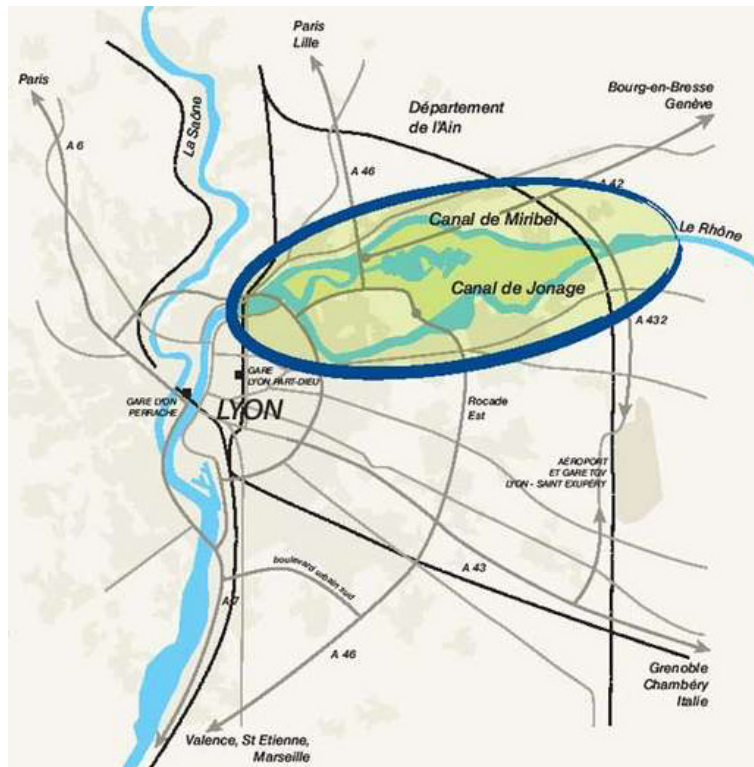 Paris
Lille
Paris
La Saône
A 6
Département
de l'Ain
Bourg-en-Bresse
Genève
A 46
A 42
Canal de Miribel
Le Rhône
Canal de Jonage
A 432
GARE
LYON PART-DIEU
GARE LYON
PERRACHE
LYON
Rocade
Est
AÉROPORT
ET GARE TGV
LYON - SAINT EXUPÉRY
boulevard urbain sud
A 43
A 7
A 46
Grenoble
Chambéry
Italie
Valence, St Etienne,
Marseille